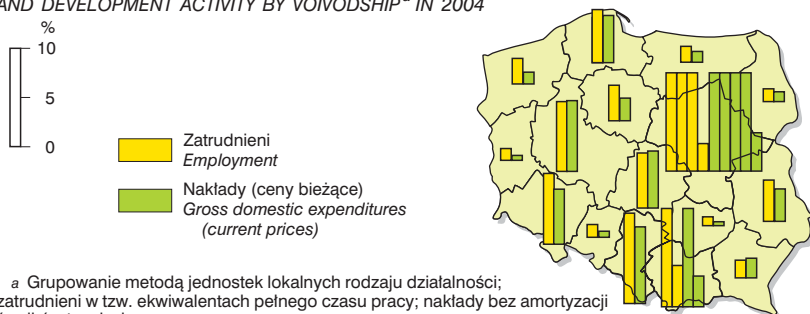 AND DEVELOPMENT ACTIVITY BY VOIVODSHIP a IN 2004
%
10
5
0
Zatrudnieni
Employment
Nakłady (ceny bieżące)
Gross domestic expenditures
(current prices)
a Grupowanie metodą jednostek lokalnych rodzaju działalności;
zatrudnieni w tzw. ekwiwalentach pełnego czasu pracy; nakłady bez amortyzacji